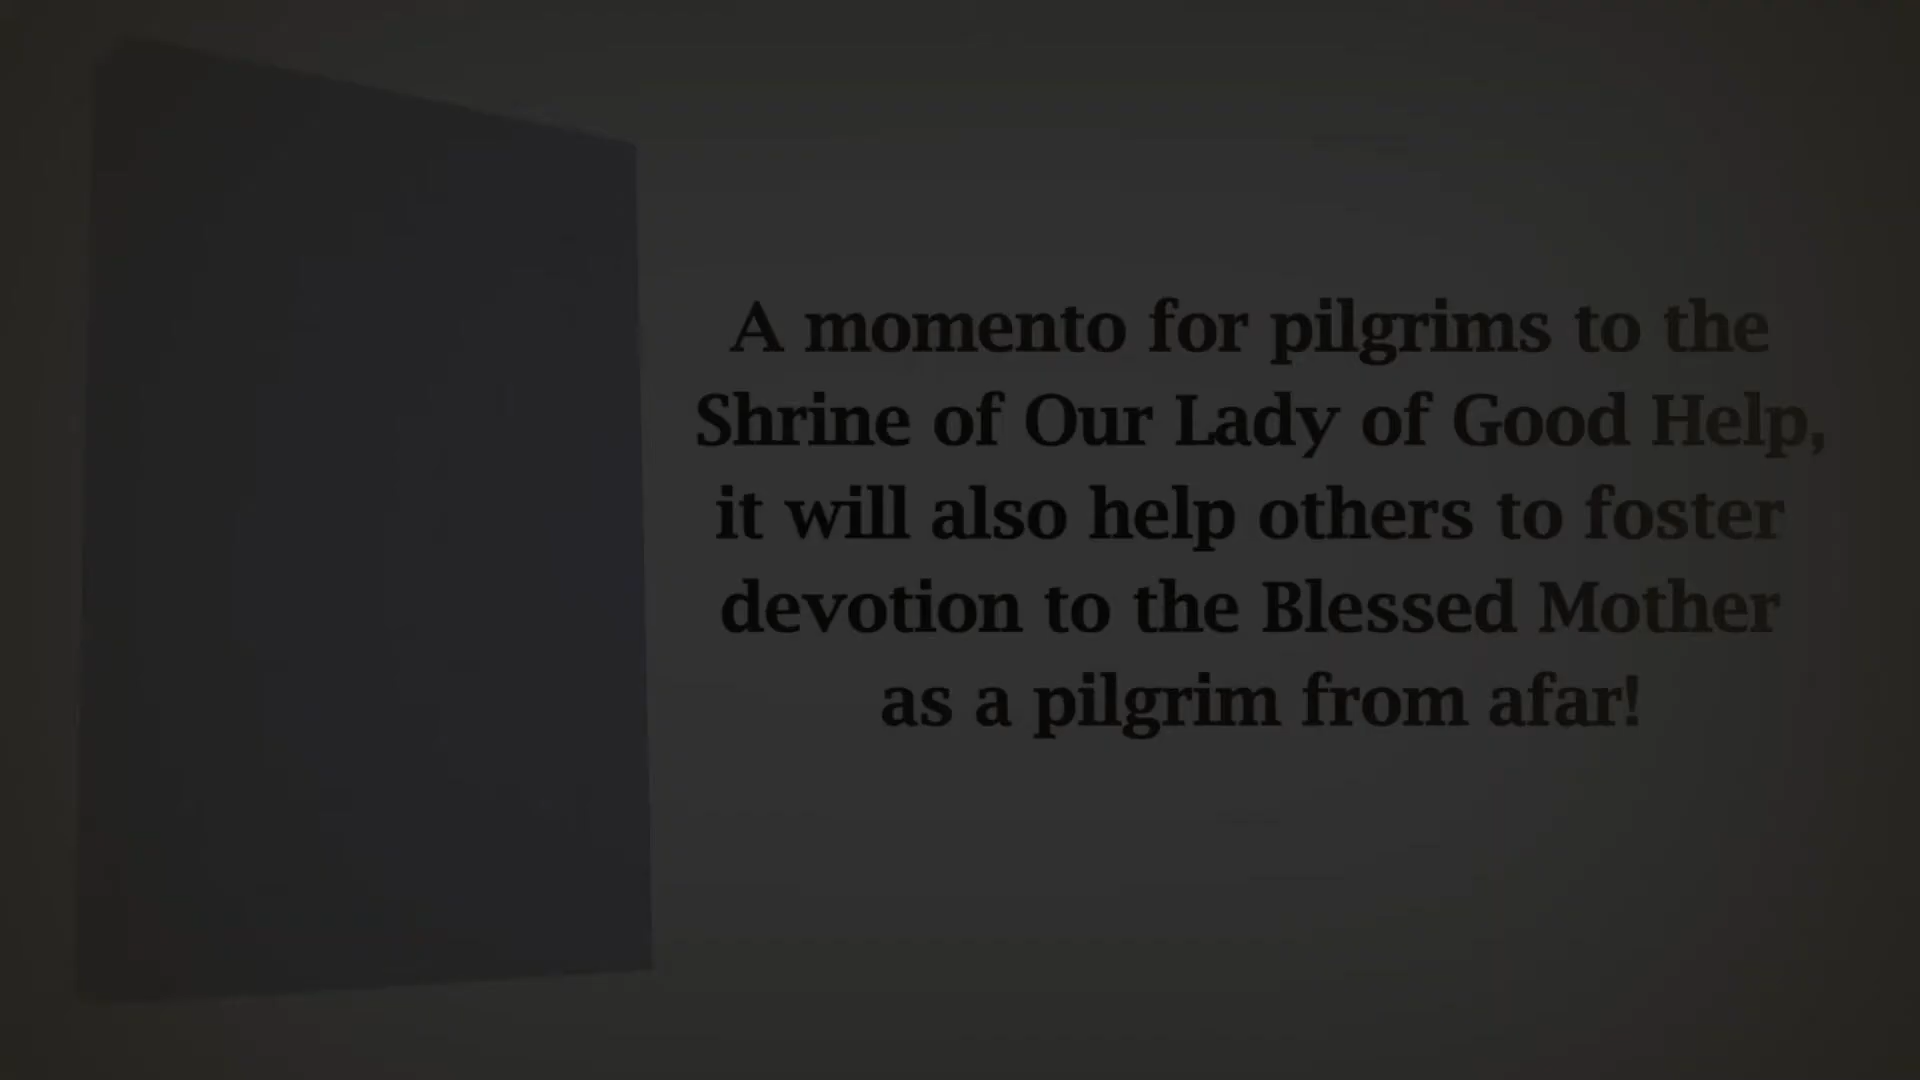 A momento for pilgrims to the
Shrine of Our Lady of Good Help,
it will also help others to foster
devotion to the Blessed Mother
as a pilgrim from afar!